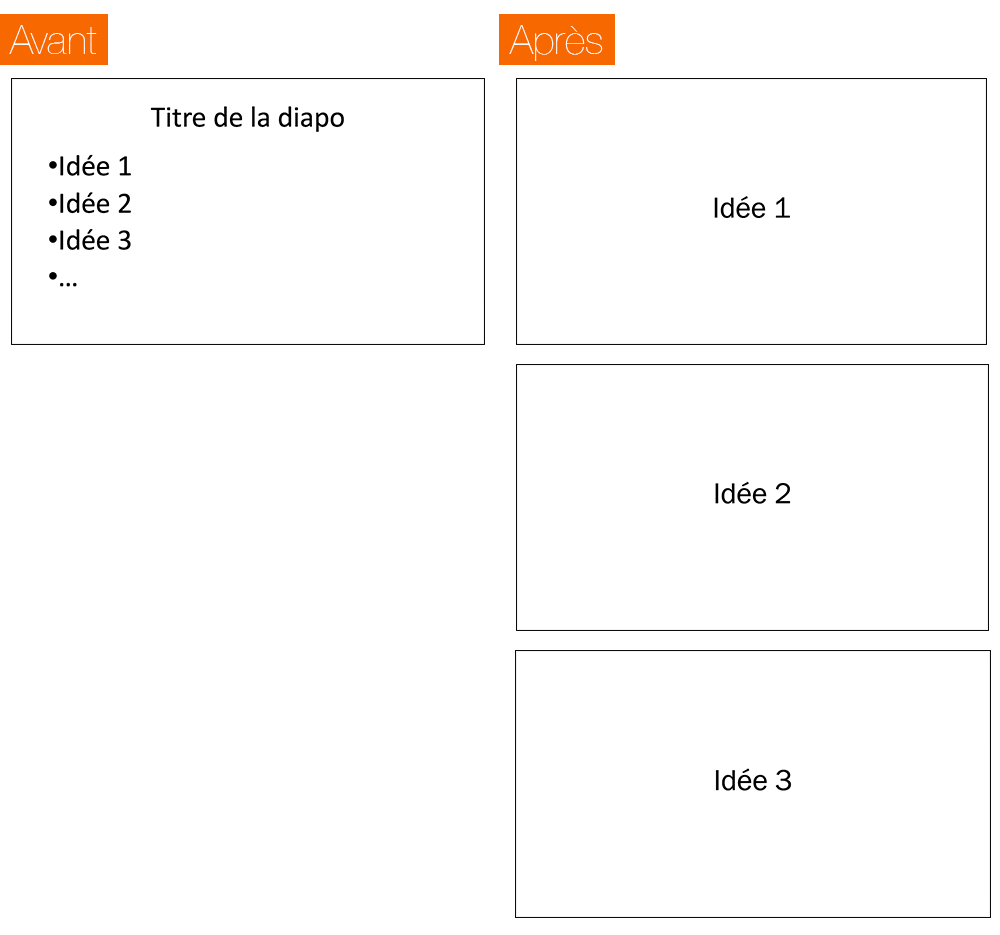 Avant
Titre de la diapo
•Idée 1
•Idée 2
•Idée 3
•...
Après
Idée 1
Idée 2
Idée 3